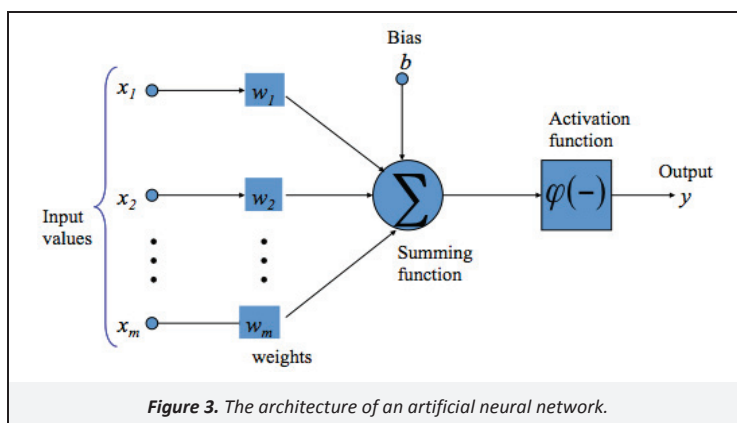 Bias
b
x1
w1
Activation
function
Output
x2
w2
∑
φ(−)
y
Input
values
Summing
function
xm
wm
weights
Figure 3. The architecture of an artificial neural network.